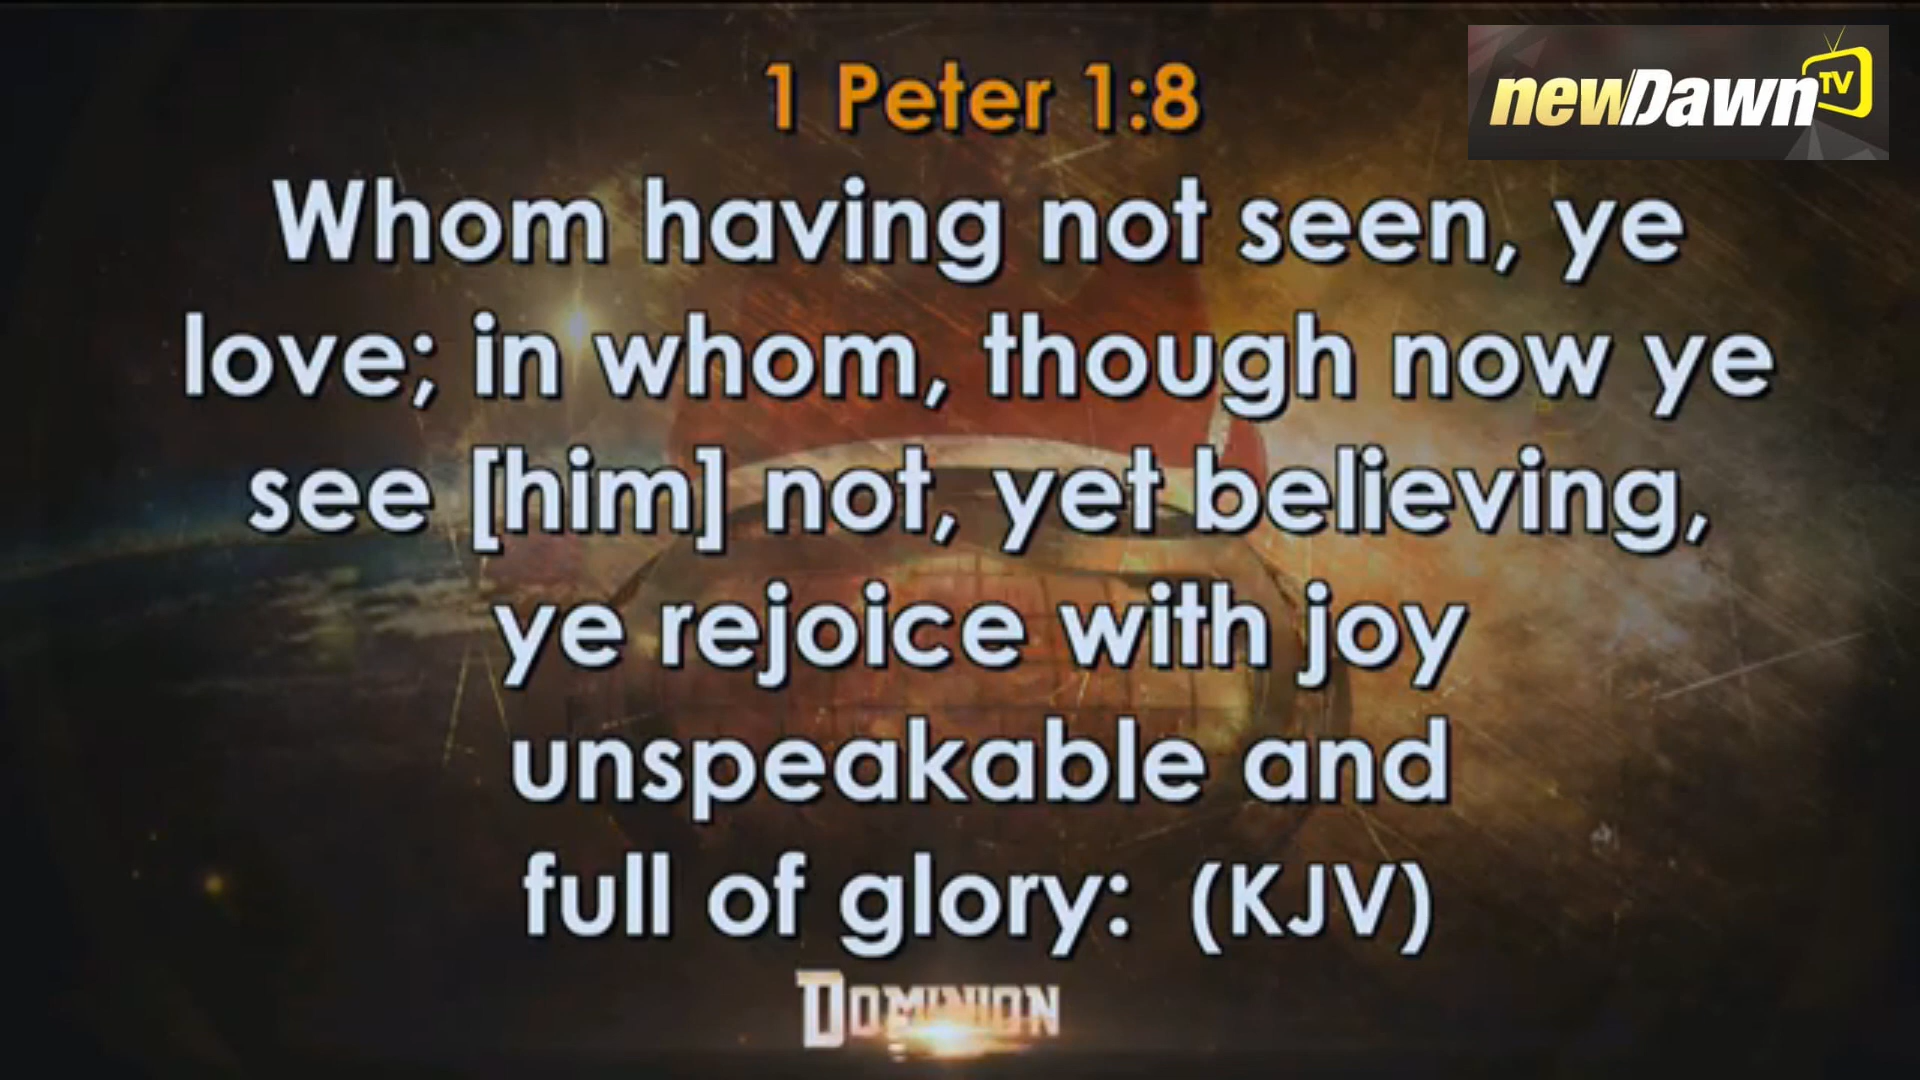 1 Peter 1:8
newDawn TV
Whom having not seen, ye
love; in whom, though now ye
see [him] not, yet believing,
ye rejoice with joy
unspeakable and
full of glory: (KJV)
DOMINION